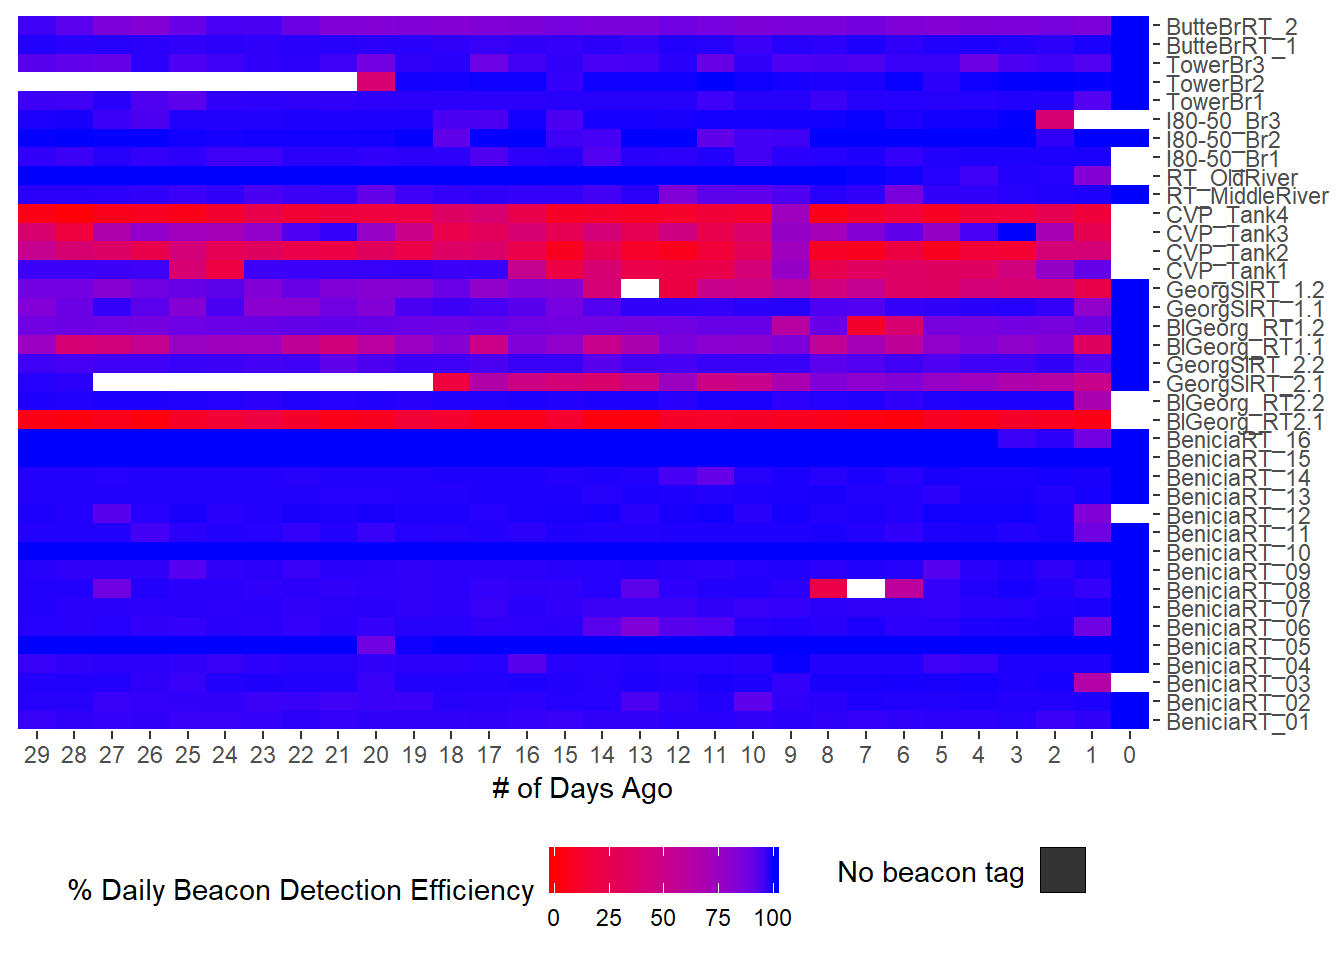 ButteBrRT_2
ButteBrRT_1
TowerBr3
TowerBr2
TowerBr1
I80-50_Br3
I80-50_Br2
I80-50_Br1
RT_OldRiver
RT_MiddleRiver
CVP_Tank4
CVP_Tank3
CVP_Tank2
CVP_Tank1
GeorgSlRT_1.2
GeorgSlRT_1.1
BlGeorg_RT1.2
BlGeorg_RT1.1
GeorgSlRT_2.2
GeorgSlRT_2.1
BlGeorg_RT2.2
BlGeorg_RT2.1
BeniciaRT_16
BeniciaRT_15
BeniciaRT_14
BeniciaRT_13
BeniciaRT_12
BeniciaRT_11
BeniciaRT_10
BeniciaRT_09
BeniciaRT_08
BeniciaRT_07
BeniciaRT_06
BeniciaRT_05
BeniciaRT_04
BeniciaRT_03
BeniciaRT_02
BeniciaRT_01
29 28 27 26 25 24 23 22 21 20 19 18 17 16 15 14 13 12 11 10 9 8 7 6 5 4 3 2 1 0
# of Days Ago
% Daily Beacon Detection Efficiency
0 25 50 75 100
No beacon tag